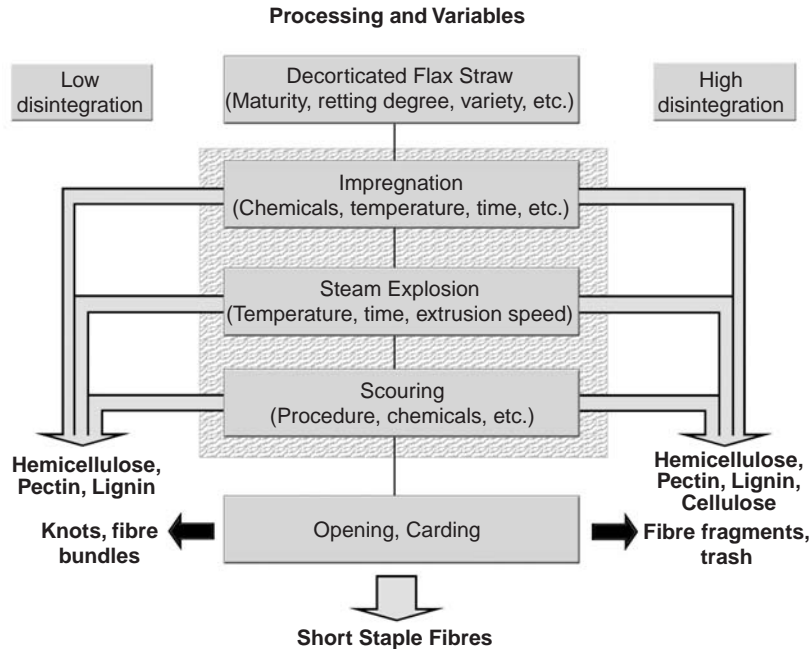 Processing and Variables
Low
disintegration
Decorticated Flax Straw
(Maturity, retting degree, variety, etc.)
High
disintegration
Impregnation
(Chemicals, temperature, time, etc.)
Steam Explosion
(Temperature, time, extrusion speed)
Scouring
(Procedure, chemicals, etc.)
Hemicellulose,
Pectin, Lignin
Hemicellulose,
Pectin, Lignin,
Cellulose
Knots, fibre
bundles
Opening, Carding
Fibre fragments,
trash
Short Staple Fibres